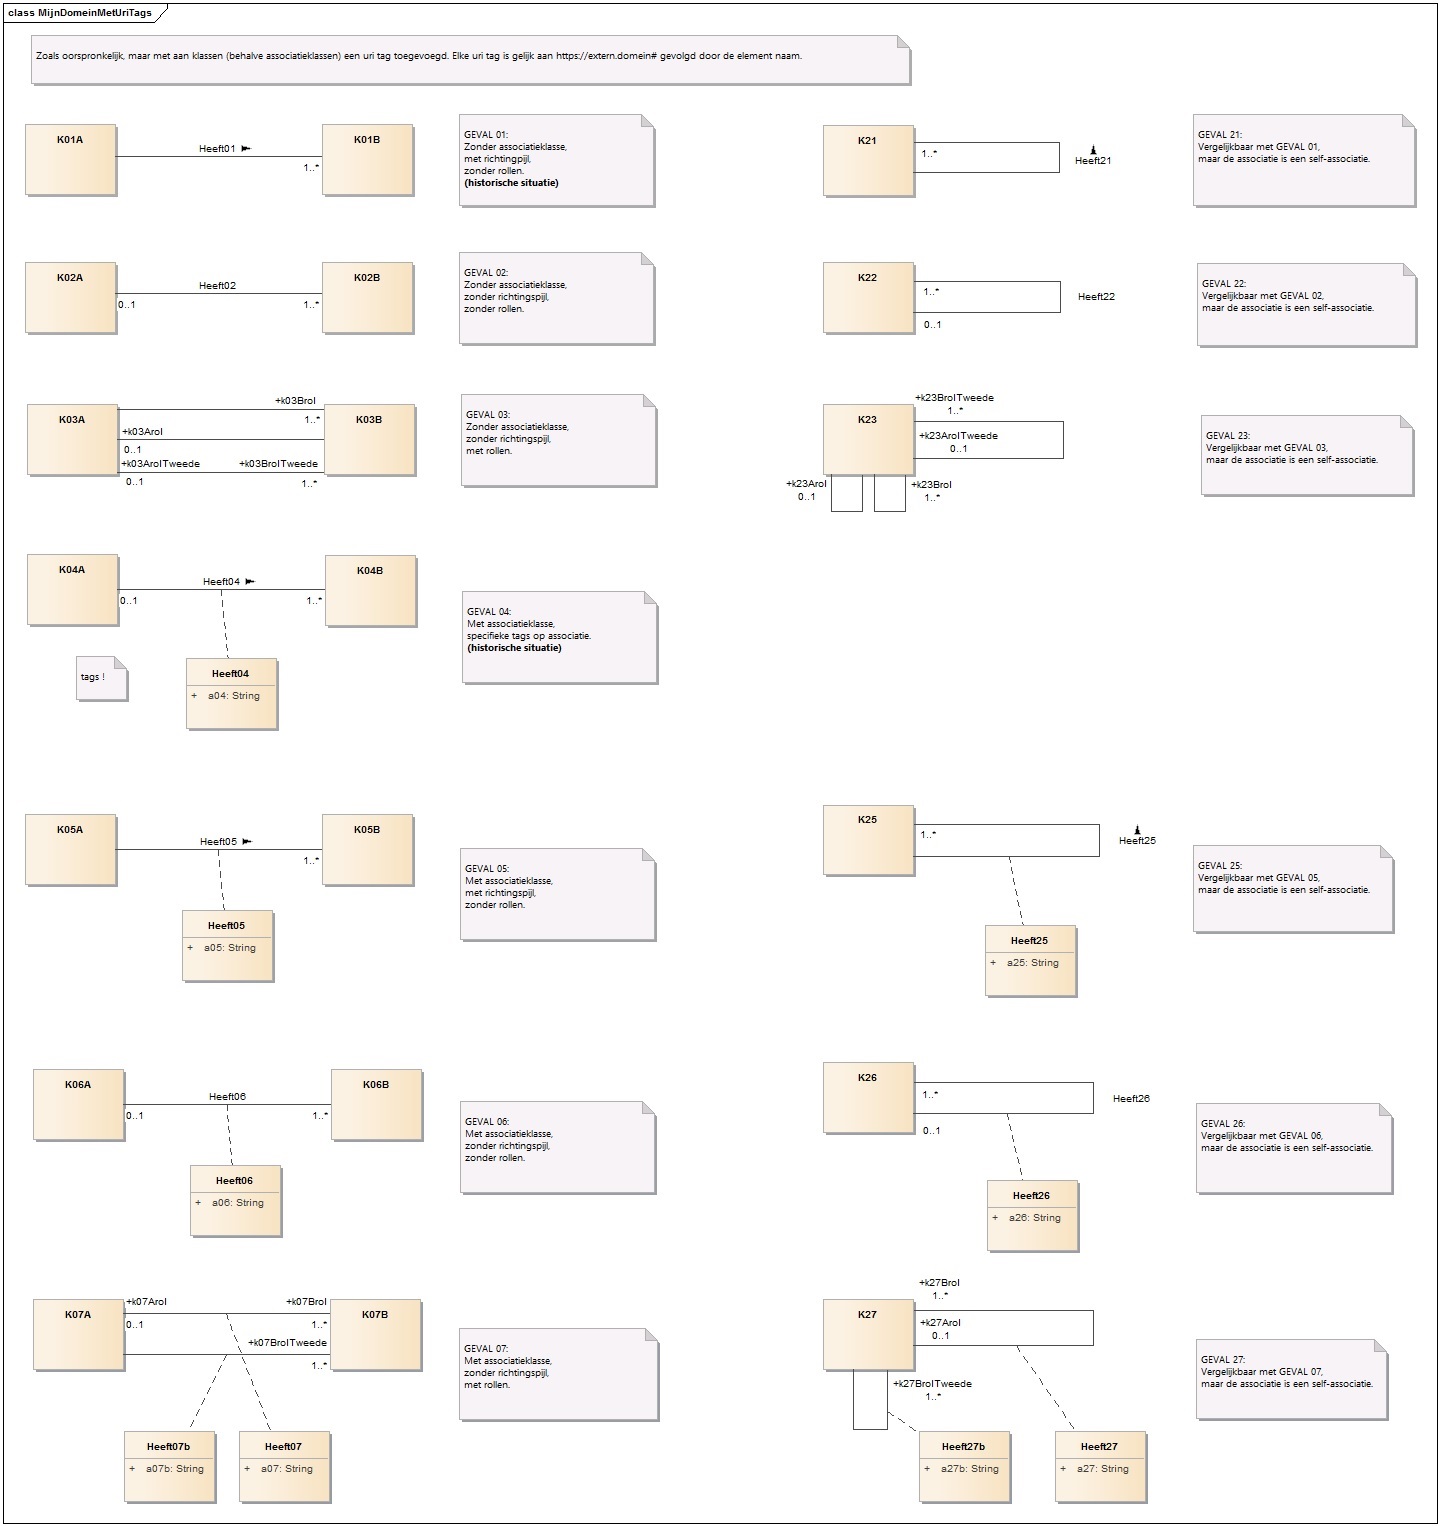 class MijnDomeinMetUriTags
Zoals oorspronkelijk, maar met aan klassen (behalve associatieklassen) een uri tag toegevoegd. Elke uri tag is gelijk aan https://extern.domein# gevolgd door de element naam.
K01A
Heeft01
1..*
K01B
GEVAL 01:
Zonder associatieklasse,
met richtingpijl,
zonder rollen.
(historische situatie)
K21
1..*
Heeft21
GEVAL 21:
Vergelijkbaar met GEVAL 01,
maar de associatie is een self-associatie.
K02A
0..1
Heeft02
1..*
K02B
GEVAL 02:
Zonder associatieklasse,
zonder richtingspijl,
zonder rollen.
K22
1..*
0..1
Heeft22
GEVAL 22:
Vergelijkbaar met GEVAL 02,
maar de associatie is een self-associatie.
K03A
+k03Brol
1..*
+k03Arol
0..1
+k03ArolTweede
0..1
+k03BrolTweede
1..*
K03B
GEVAL 03:
Zonder associatieklasse,
zonder richtingspijl,
met rollen.
+k23BrolTweede
1..*
K23
+k23ArolTweede
0..1
+k23Arol
0..1
+k23Brol
1..*
GEVAL 23:
Vergelijkbaar met GEVAL 03,
maar de associatie is een self-associatie.
K04A
0..1
Heeft04
1..*
K04B
tags !
Heeft04
+ a04: String
GEVAL 04:
Met associatieklasse,
specifieke tags op associatie.
(historische situatie)
K05A
Heeft05
1..*
K05B
Heeft05
+ a05: String
GEVAL 05:
Met associatieklasse,
met richtingspijl,
zonder rollen.
K25
1..*
Heeft25
Heeft25
+ a25: String
GEVAL 25:
Vergelijkbaar met GEVAL 05,
maar de associatie is een self-associatie.
K06A
0..1
Heeft06
1..*
K06B
Heeft06
+ a06: String
GEVAL 06:
Met associatieklasse,
zonder richtingspijl,
zonder rollen.
K26
1..*
0..1
Heeft26
Heeft26
+ a26: String
GEVAL 26:
Vergelijkbaar met GEVAL 06,
maar de associatie is een self-associatie.
K07A
+k07Arol
0..1
+k07Brol
1..*
+k07BrolTweede
1..*
K07B
Heeft07b
+ a07b: String
Heeft07
+ a07: String
GEVAL 07:
Met associatieklasse,
zonder richtingspijl,
met rollen.
+k27Brol
1..*
K27
+k27Arol
0..1
+k27BrolTweede
1..*
Heeft27b
+ a27b: String
Heeft27
+ a27: String
GEVAL 27:
Vergelijkbaar met GEVAL 07,
maar de associatie is een self-associatie.